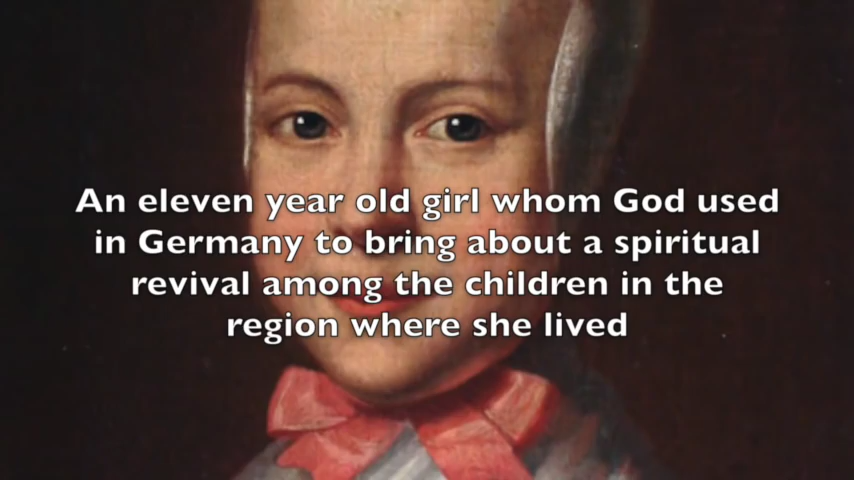 An eleven year old girl whom God used
in Germany to bring about a spiritual
revival among the children in the
region where she lived